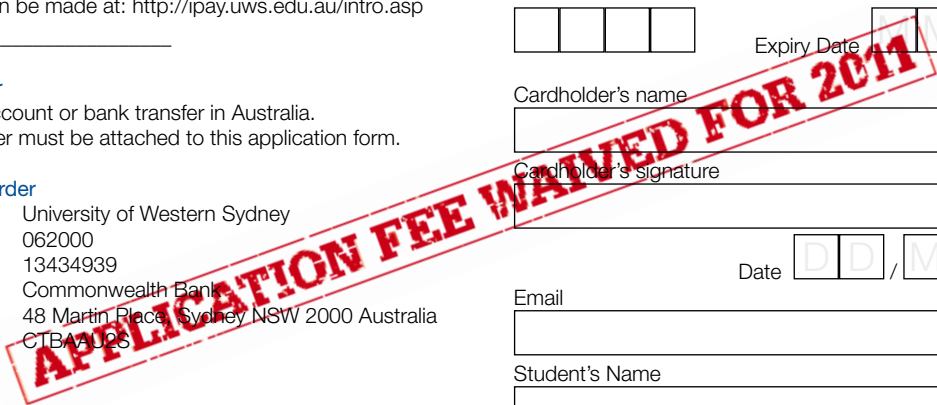 n be made at: http://ipay.uws.edu.au/intro.asp
count or bank transfer in Australia.
er must be attached to this application form.
rder
University of Western Sydney
062000
13434939
Commonwealth Bank
48 Martin Place, Sydney NSW 2000 Australia
CTBAAU2S
APPLICATION FEE WAIVED FOR 2011
Expiry Date M M
Cardholder's name
Cardholder's signature
Date D D / M
Email
Student's Name